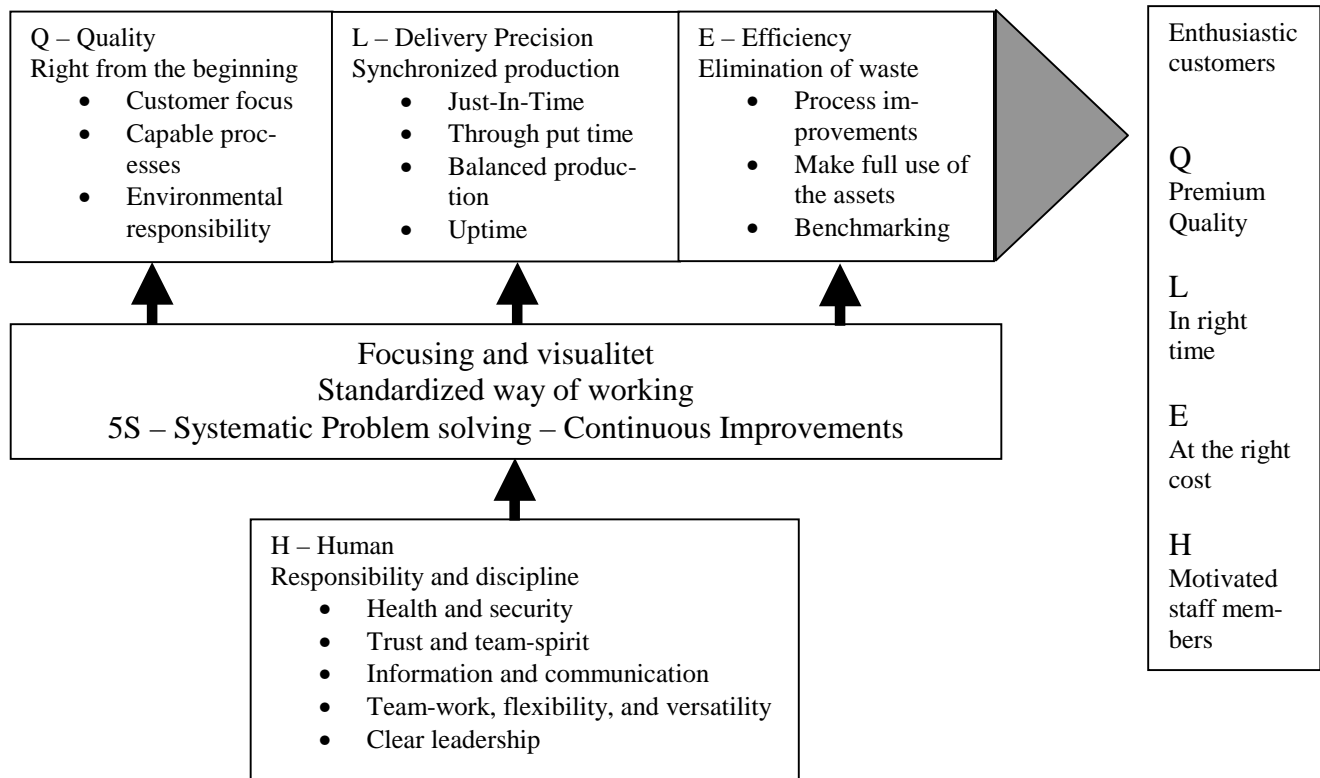 Q – Quality
Right from the beginning
• Customer focus
• Capable proc-
esses
• Environmental
responsibility
L – Delivery Precision
Synchronized production
• Just-In-Time
• Through put time
• Balanced produc-
tion
• Uptime
E – Efficiency
Elimination of waste
• Process im-
provements
• Make full use of
the assets
• Benchmarking
Enthusiastic
customers
Q
Premium
Quality
L
In right
time
E
At the right
cost
H
Motivated
staff mem-
bers
Focusing and visualitet
Standardized way of working
5S – Systematic Problem solving – Continuous Improvements
H – Human
Responsibility and discipline
• Health and security
• Trust and team-spirit
• Information and communication
• Team-work, flexibility, and versatility
• Clear leadership